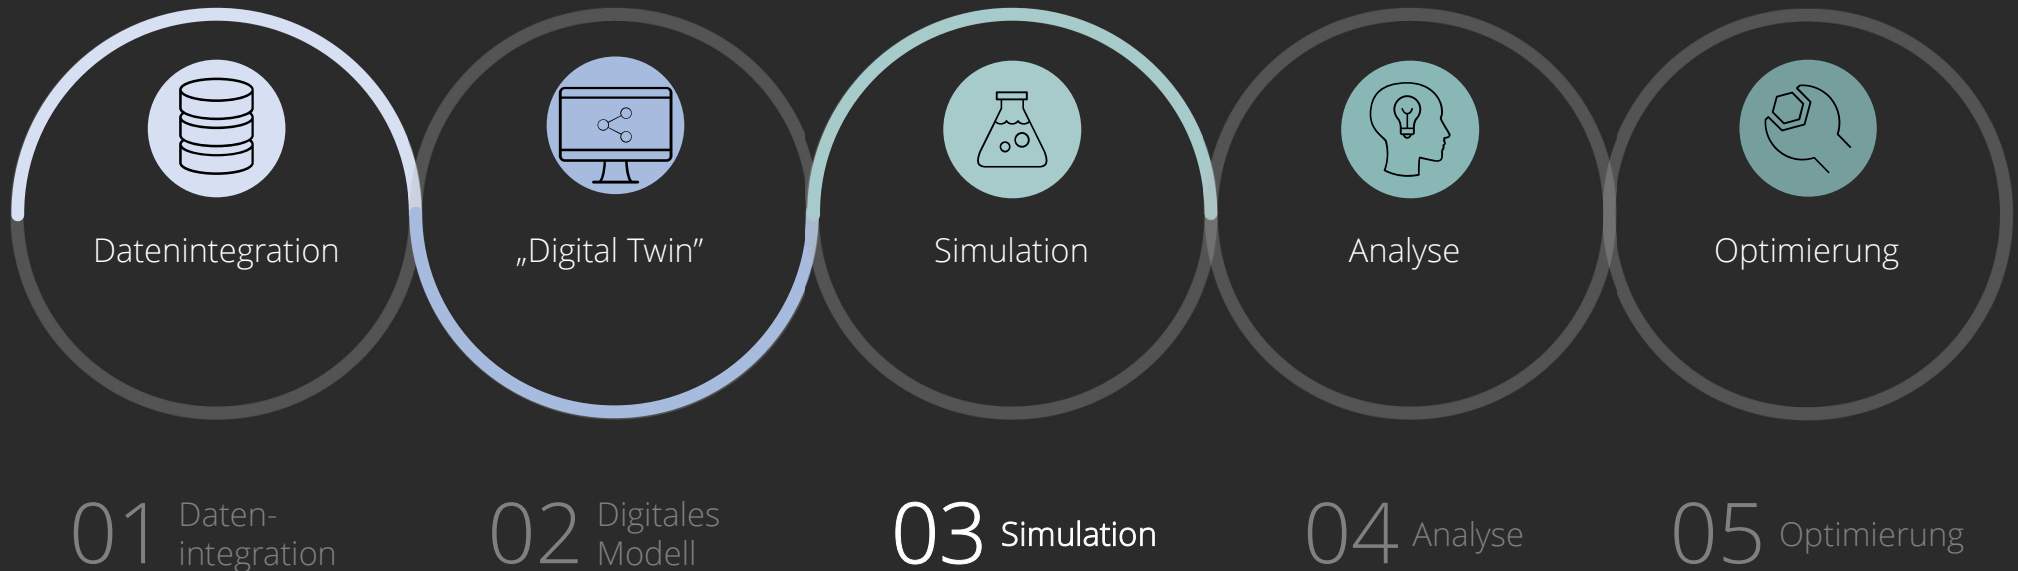 Datenintegration
„Digital Twin”
Simulation
Analyse
Optimierung
01 Daten-
integration
02 Digitales
Modell
03 Simulation
04 Analyse
05 Optimierung